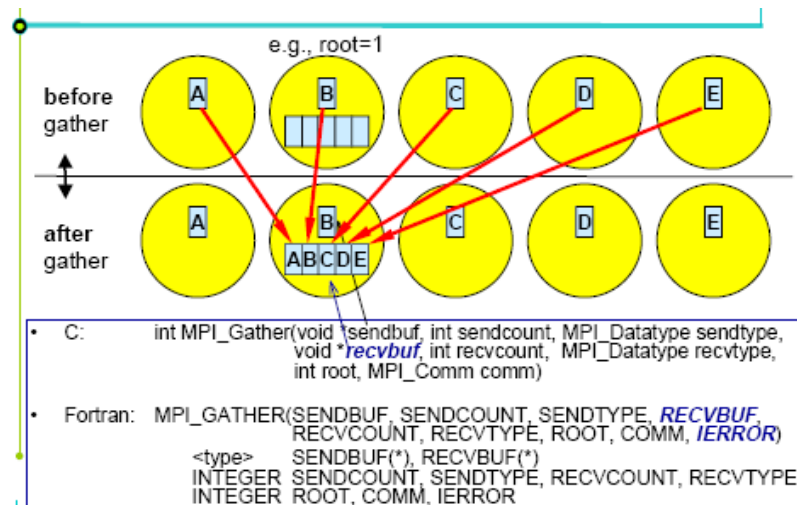 e.g., root=1
before
gather
A B C D E
after
gather
A B C D E
ABCDE
• C: int MPI_Gather(void *sendbuf, int sendcount, MPI_Datatype sendtype,
void *recvbuf, int recvcount, MPI_Datatype recvtype,
int root, MPI_Comm comm)
• Fortran: MPI_GATHER(SENDBUF, SENDCOUNT, SENDTYPE, RECVBUF,
RECVCOUNT, RECVTYPE, ROOT, COMM, IERROR)
<type> SENDBUF(*), RECVBUF(*)
INTEGER SENDCOUNT, SENDTYPE, RECVCOUNT, RECVTYPE
INTEGER ROOT, COMM, IERROR